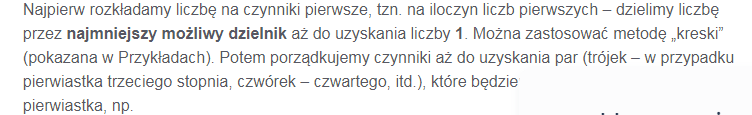 Najpierw rozkładamy liczbę na czynniki pierwsze, tzn. na iloczyn liczb pierwszych – dzielimy liczbę
przez najmniejszy możliwy dzielnik aż do uzyskania liczby 1. Można zastosować metodę „kreski”
(pokazana w Przykładach). Potem porządkujemy czynniki aż do uzyskania par (trójek – w przypadku
pierwiastka trzeciego stopnia, czwórek – czwartego, itd.), które będzie
pierwiastka, np.